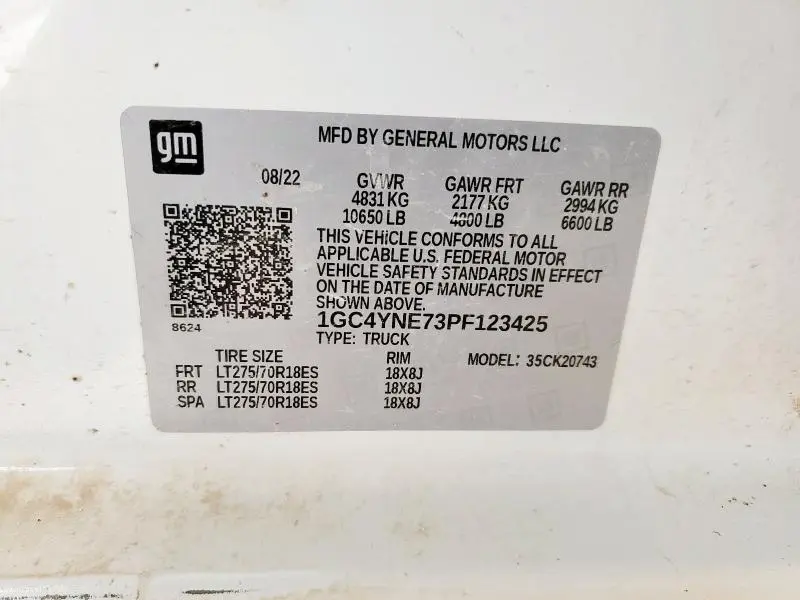 gm
MFD BY GENERAL MOTORS LLC
08/22
GVWR GAWR FRT GAWR RR
4831 KG 2177 KG 2994 KG
10650 LB 4800 LB 6600 LB
THIS VEHICLE CONFORMS TO ALL
APPLICABLE U.S. FEDERAL MOTOR
VEHICLE SAFETY STANDARDS IN EFFECT
ON THE DATE OF MANUFACTURE
SHOWN ABOVE.
8624
1GC4YNE73PF123425
TYPE: TRUCK
TIRE SIZE RIM MODEL: 35CK20743
FRT LT275/70R18ES 18X8J
RR LT275/70R18ES 18X8J
SPA LT275/70R18ES 18X8J